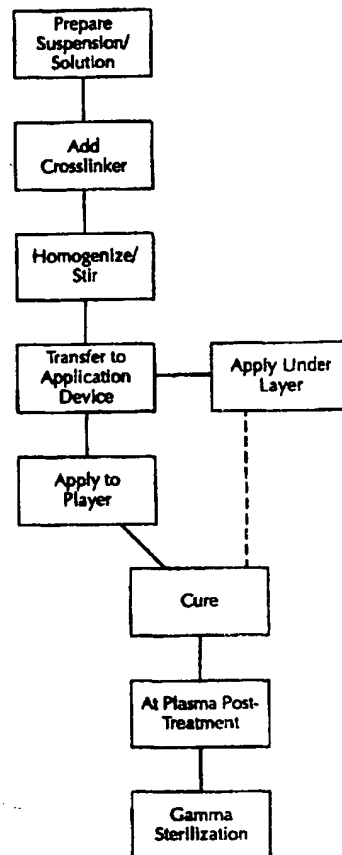 Prepare
Suspension/
Solution
Add
Crosslinker
Homogenize/
Stir
Transfer to
Application
Device
Apply Under
Layer
Apply to
Player
Cure
At Plasma Post-
Treatment
Gamma
Sterilization